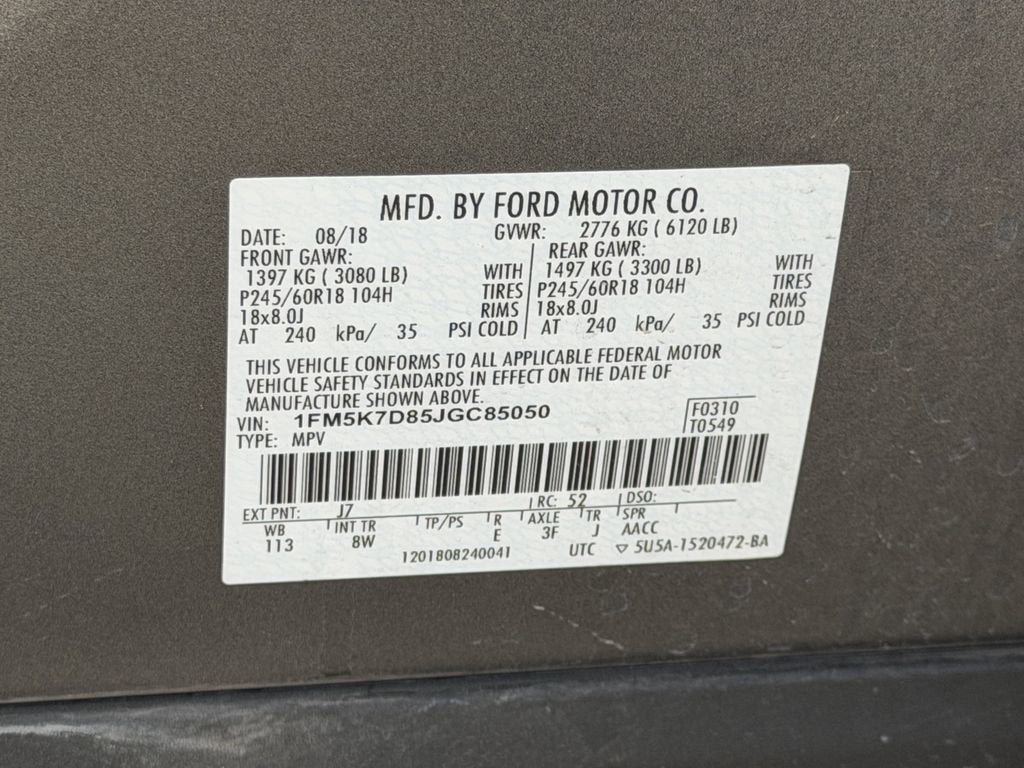 MFD. BY FORD MOTOR CO.
DATE: 08/18 GVWR: 2776 KG ( 6120 LB)
FRONT GAWR: REAR GAWR:
1397 KG ( 3080 LB) WITH 1497 KG ( 3300 LB) WITH
P245/60R18 104H TIRES P245/60R18 104H TIRES
18x8.0J RIMS 18x8.0J RIMS
AT 240 kPa/ 35 PSI COLD AT 240 kPa/ 35 PSI COLD
THIS VEHICLE CONFORMS TO ALL APPLICABLE FEDERAL MOTOR
VEHICLE SAFETY STANDARDS IN EFFECT ON THE DATE OF
MANUFACTURE SHOWN ABOVE.
VIN: 1FM5K7D85JGC85050 F0310
TYPE: MPV T0549
EXT PNT: J7 RC: 52 DSO:
WB INT TR TP/PS R AXLE TR SPR
113 8W E 3F J AACC
1201808240041 UTC ▽ 5U5A-1520472-BA